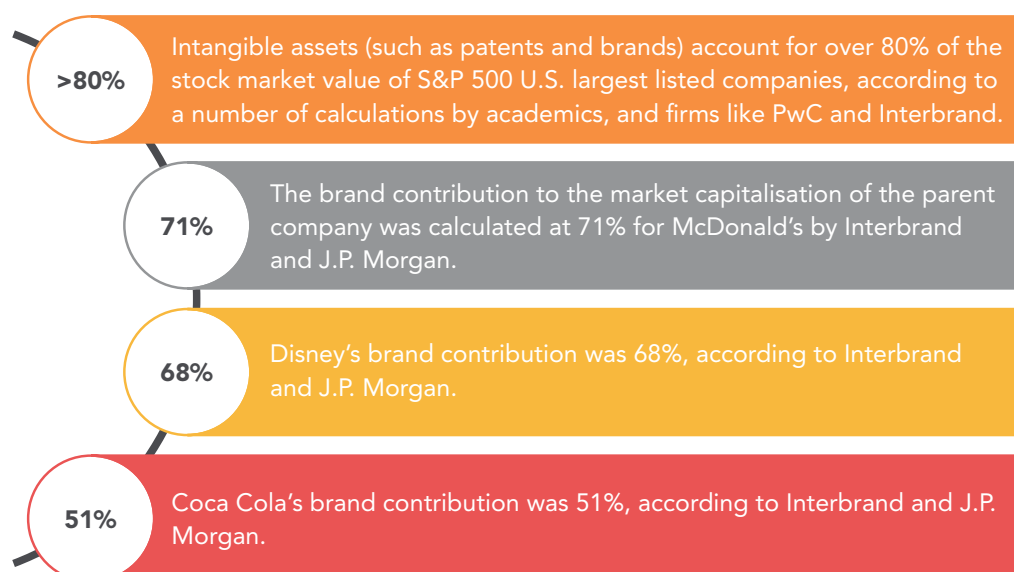 >80%
Intangible assets (such as patents and brands) account for over 80% of the
stock market value of S&P 500 U.S. largest listed companies, according to
a number of calculations by academics, and firms like PwC and Interbrand.
71%
The brand contribution to the market capitalisation of the parent
company was calculated at 71% for McDonald’s by Interbrand
and J.P. Morgan.
68%
Disney’s brand contribution was 68%, according to Interbrand
and J.P. Morgan.
51%
Coca Cola’s brand contribution was 51%, according to Interbrand and J.P.
Morgan.